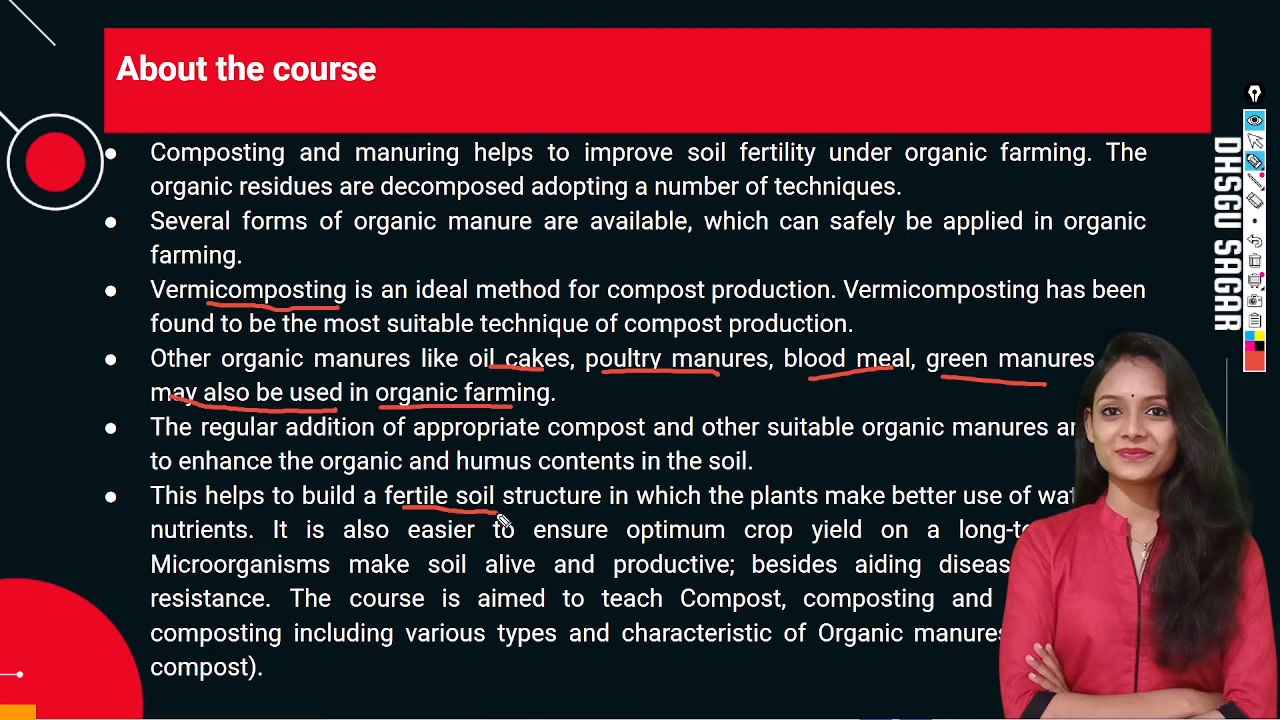 About the course
● Composting and manuring helps to improve soil fertility under organic farming. The
organic residues are decomposed adopting a number of techniques.
● Several forms of organic manure are available, which can safely be applied in organic
farming.
● Vermicomposting is an ideal method for compost production. Vermicomposting has been
found to be the most suitable technique of compost production.
● Other organic manures like oil cakes, poultry manures, blood meal, green manures
may also be used in organic farming.
● The regular addition of appropriate compost and other suitable organic manures
to enhance the organic and humus contents in the soil.
● This helps to build a fertile soil structure in which the plants make better use of
nutrients. It is also easier to ensure optimum crop yield on a
Microorganisms make soil alive and productive; besides aiding
resistance. The course is aimed to teach Compost, composting and
composting including various types and characteristic of Organic manures
compost).
DHSGU SAGAR